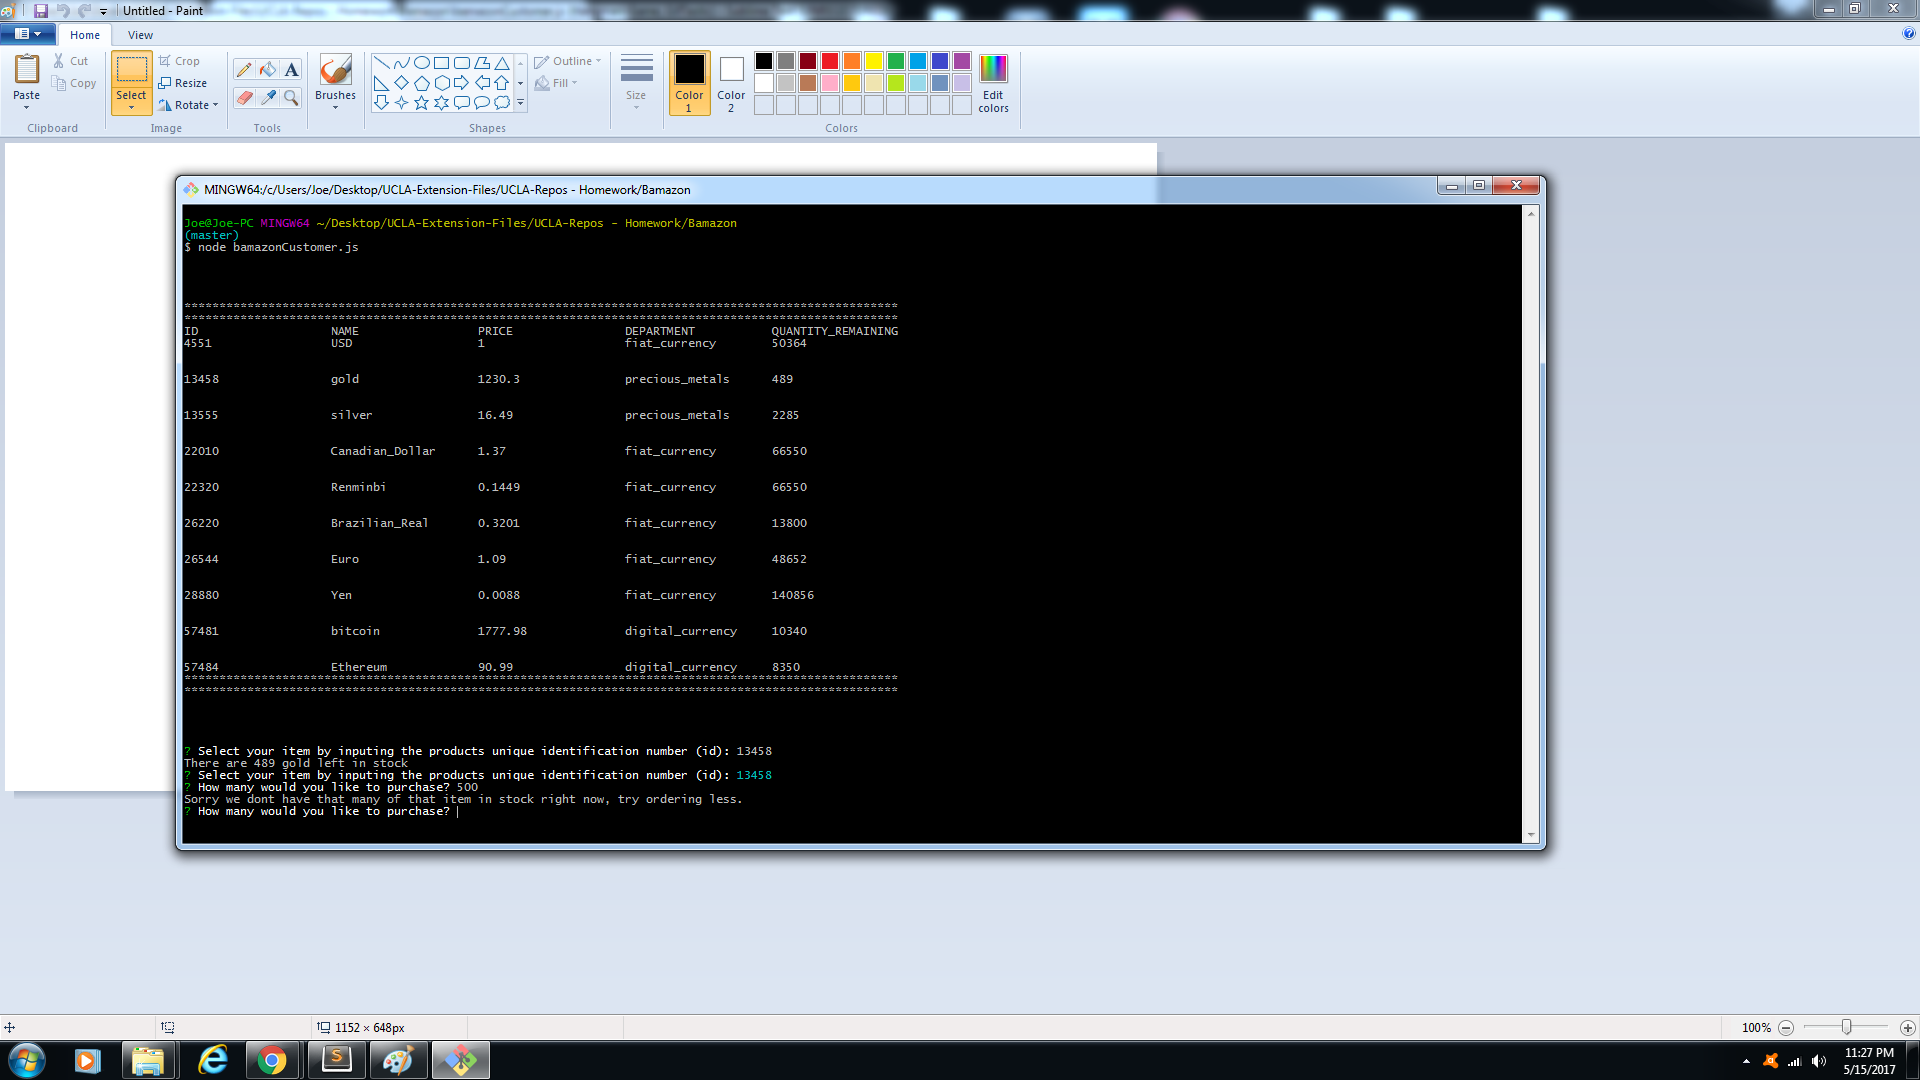 Untitled - Paint
Home View
Paste
Cut
Copy
Clipboard
Select
Crop
Resize
Rotate
Image
A
Tools
Brushes
Shapes
Outline
Fill
Size
Color 1
Color 2
Edit colors
Colors
MINGW64:/c/Users/Joe/Desktop/UCLA-Extension-Files/UCLA-Repos - Homework/Bamazon
Joe@Joe-PC MINGW64 ~/Desktop/UCLA-Extension-Files/UCLA-Repos - Homework/Bamazon
(master)
$ node bamazonCustomer.js
******************************************************************************************************
******************************************************************************************************
ID NAME PRICE DEPARTMENT QUANTITY_REMAINING
4551 USD 1 fiat_currency 50364
13458 gold 1230.3 precious_metals 489
13555 silver 16.49 precious_metals 2285
22010 Canadian_Dollar 1.37 fiat_currency 66550
22320 Renminbi 0.1449 fiat_currency 66550
26220 Brazilian_Real 0.3201 fiat_currency 13800
26544 Euro 1.09 fiat_currency 48652
28880 Yen 0.0088 fiat_currency 140856
57481 bitcoin 1777.98 digital_currency 10340
57484 Ethereum 90.99 digital_currency 8350
******************************************************************************************************
******************************************************************************************************
? Select your item by inputing the products unique identification number (id): 13458
There are 489 gold left in stock
? Select your item by inputing the products unique identification number (id): 13458
? How many would you like to purchase? 500
Sorry we dont have that many of that item in stock right now, try ordering less.
? How many would you like to purchase?
1152 × 648px
100%
11:27 PM
5/15/2017